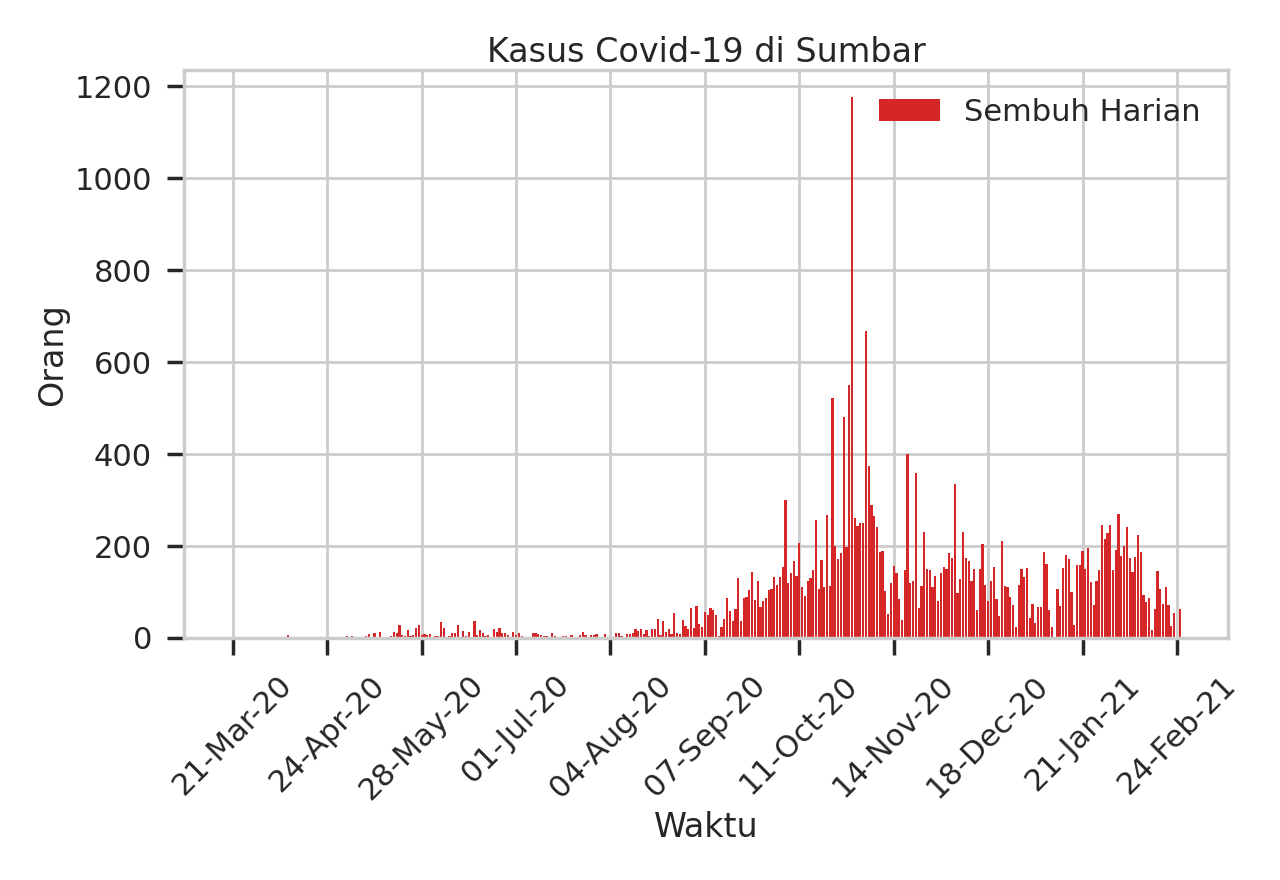 Kasus Covid-19 di Sumbar
Sembuh Harian
1200
1000
800
600
400
200
0
Orang
21-Mar-20
24-Apr-20
28-May-20
01-Jul-20
04-Aug-20
07-Sep-20
11-Oct-20
14-Nov-20
18-Dec-20
21-Jan-21
24-Feb-21
Waktu